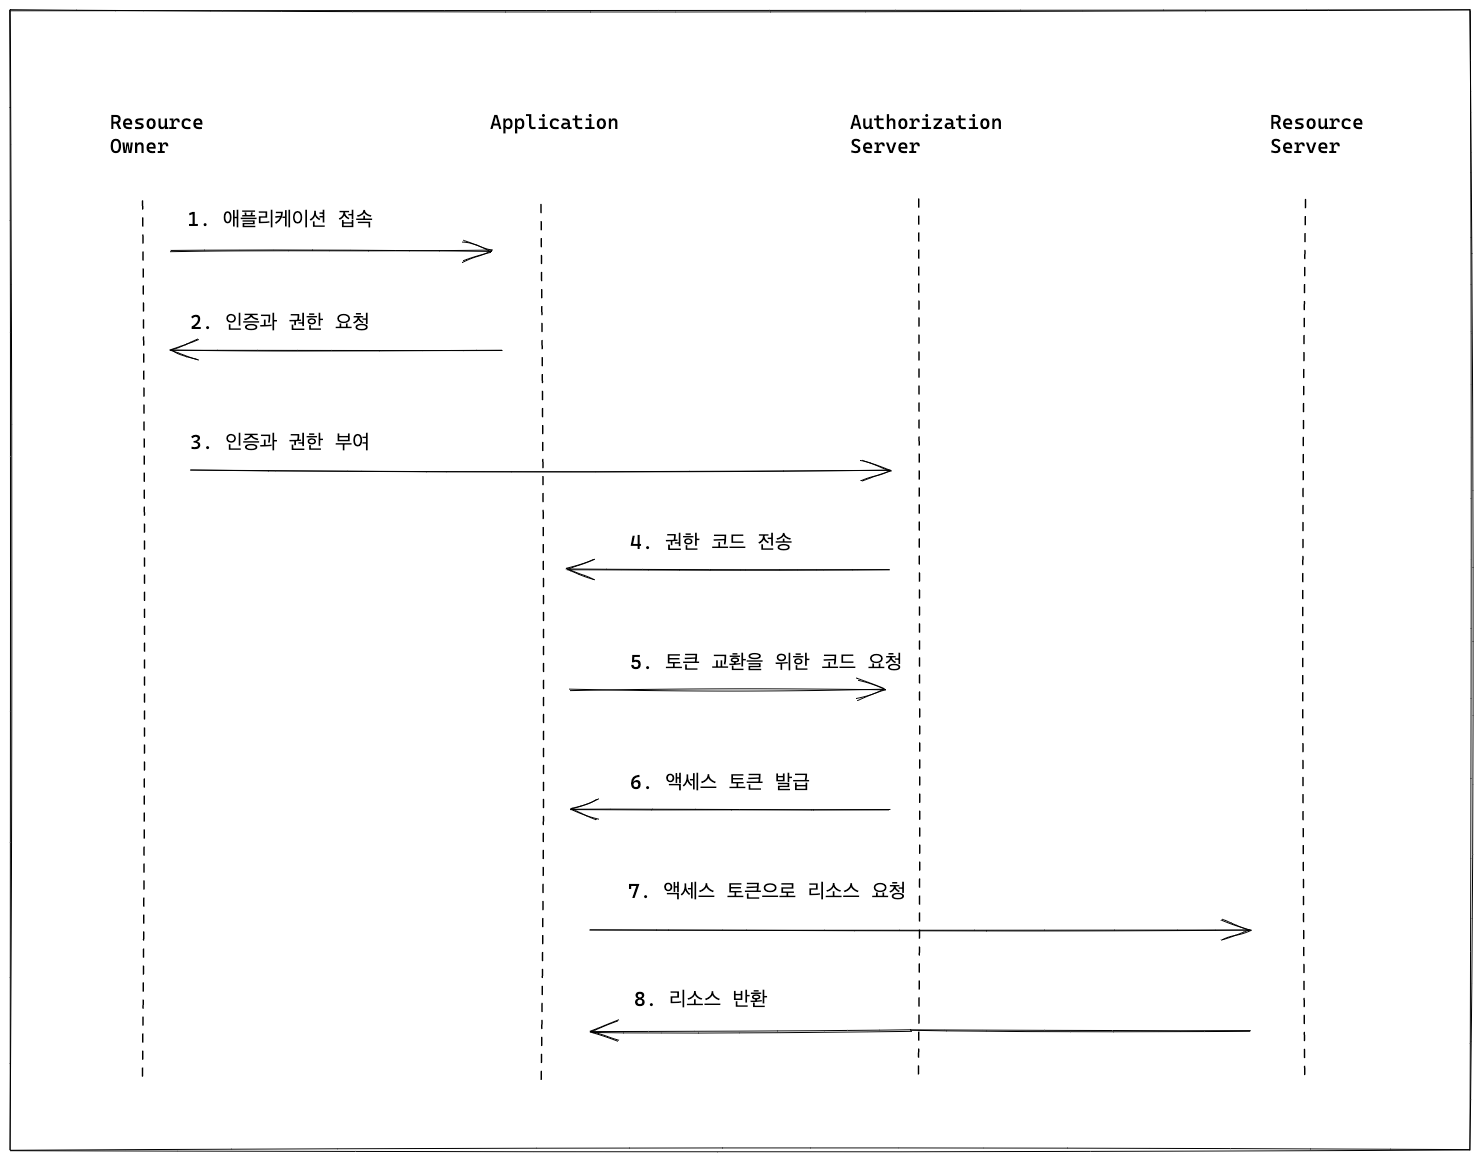 Resource
Owner
Application
Authorization
Server
Resource
Server
1. 애플리케이션 접속
2. 인증과 권한 요청
3. 인증과 권한 부여
4. 권한 코드 전송
5. 토큰 교환을 위한 코드 요청
6. 액세스 토큰 발급
7. 액세스 토큰으로 리소스 요청
8. 리소스 반환